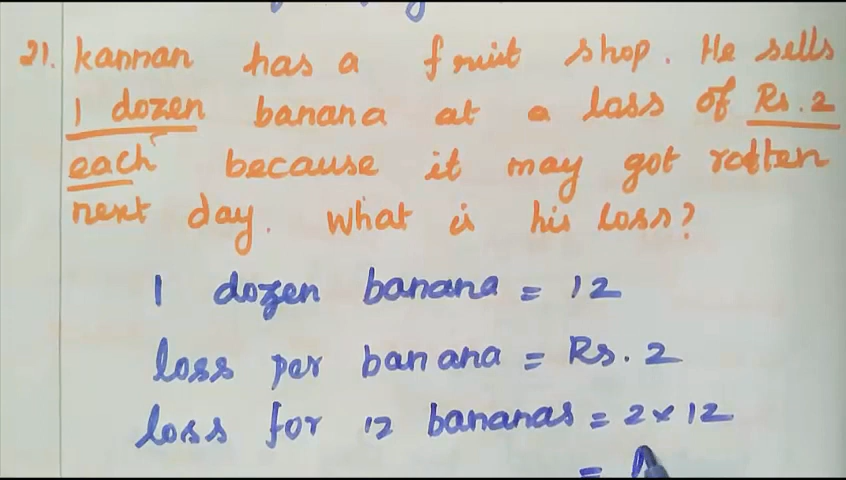 21. Kannan has a fruit shop. He sells
1 dozen banana at a loss of Rs. 2
each because it may got rotten
next day. What is his loss?
1 dozen banana = 12
loss per banana = Rs. 2
loss for 12 bananas = 2 × 12
=